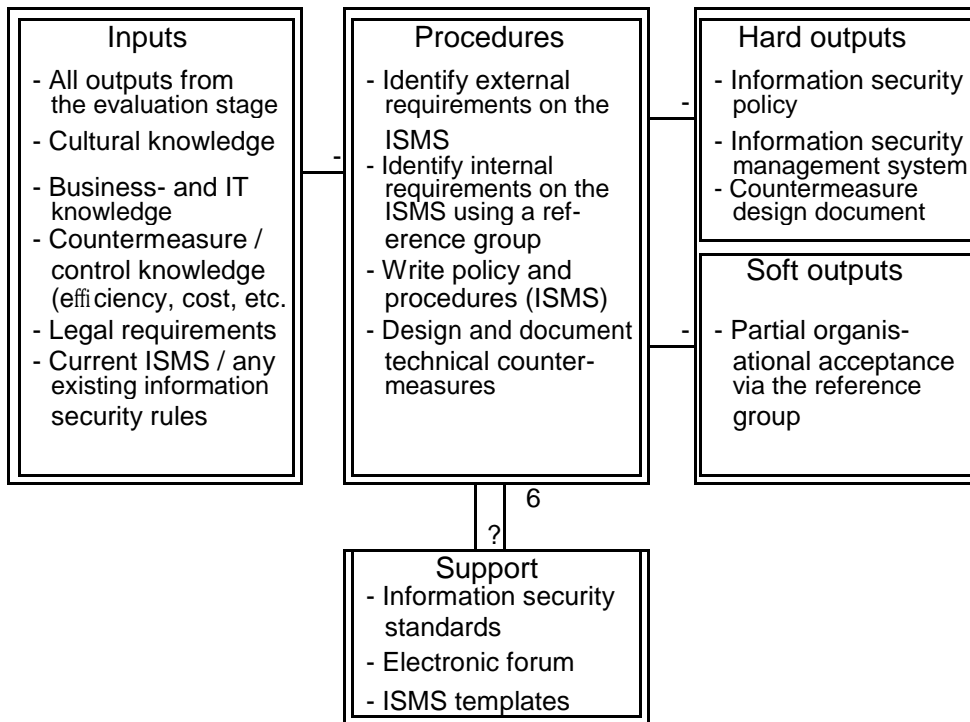 Inputs
- All outputs from
the evaluation stage
- Cultural knowledge
- Business- and IT
knowledge
- Countermeasure /
control knowledge
(efficiency, cost, etc.
- Legal requirements
- Current ISMS / any
existing information
security rules
-
Procedures
- Identify external
requirements on the
ISMS
- Identify internal
requirements on the
ISMS using a ref-
erence group
- Write policy and
procedures (ISMS)
- Design and document
technical counter-
measures
-
-
Hard outputs
- Information security
policy
- Information security
management system
- Countermeasure
design document
Soft outputs
- Partial organis-
ational acceptance
via the reference
group
6
?
Support
- Information security
standards
- Electronic forum
- ISMS templates